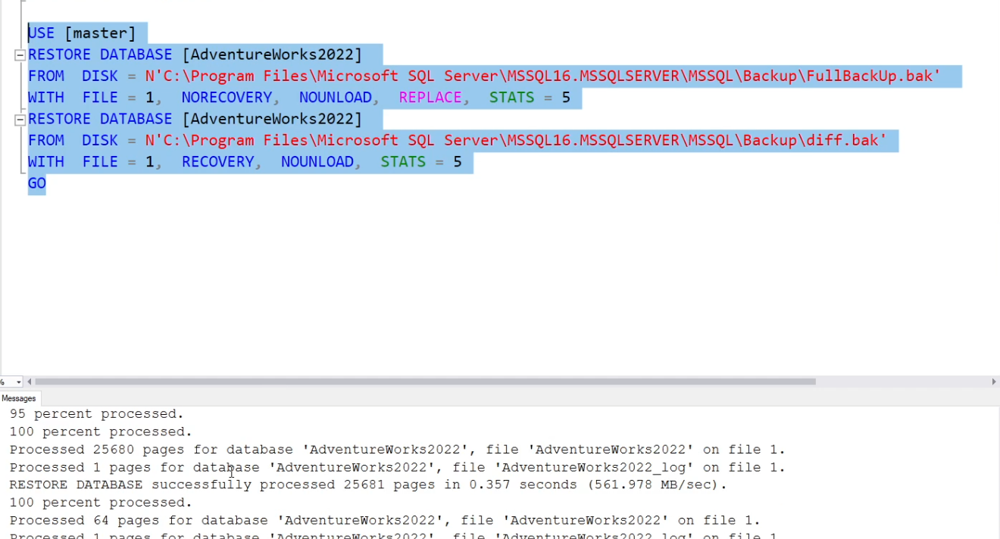 USE [master]
RESTORE DATABASE [AdventureWorks2022]
FROM  DISK = N'C:\Program Files\Microsoft SQL Server\MSSQL16.MSSQLSERVER\MSSQL\Backup\FullBackUp.bak'
WITH  FILE = 1,  NORECOVERY,  NOUNLOAD,  REPLACE,  STATS = 5
RESTORE DATABASE [AdventureWorks2022]
FROM  DISK = N'C:\Program Files\Microsoft SQL Server\MSSQL16.MSSQLSERVER\MSSQL\Backup\diff.bak'
WITH  FILE = 1,  RECOVERY,  NOUNLOAD,  STATS = 5
GO
%
Messages
95 percent processed.
100 percent processed.
Processed 25680 pages for database 'AdventureWorks2022', file 'AdventureWorks2022' on file 1.
Processed 1 pages for database 'AdventureWorks2022', file 'AdventureWorks2022_log' on file 1.
RESTORE DATABASE successfully processed 25681 pages in 0.357 seconds (561.978 MB/sec).
100 percent processed.
Processed 64 pages for database 'AdventureWorks2022', file 'AdventureWorks2022' on file 1.
Processed 1 pages for database 'AdventureWorks2022', file 'AdventureWorks2022_log' on file 1.